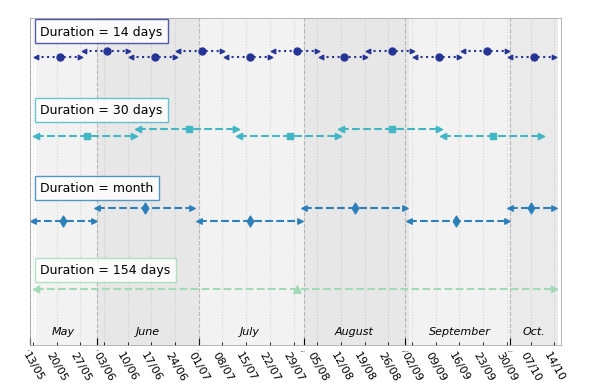 Duration = 14 days
Duration = 30 days
Duration = month
Duration = 154 days
May June July August September Oct.
13/05 20/05 27/05 03/06 10/06 17/06 24/06 01/07 08/07 15/07 22/07 29/07 05/08 12/08 19/08 26/08 02/09 09/09 16/09 23/09 30/09 07/10 14/10